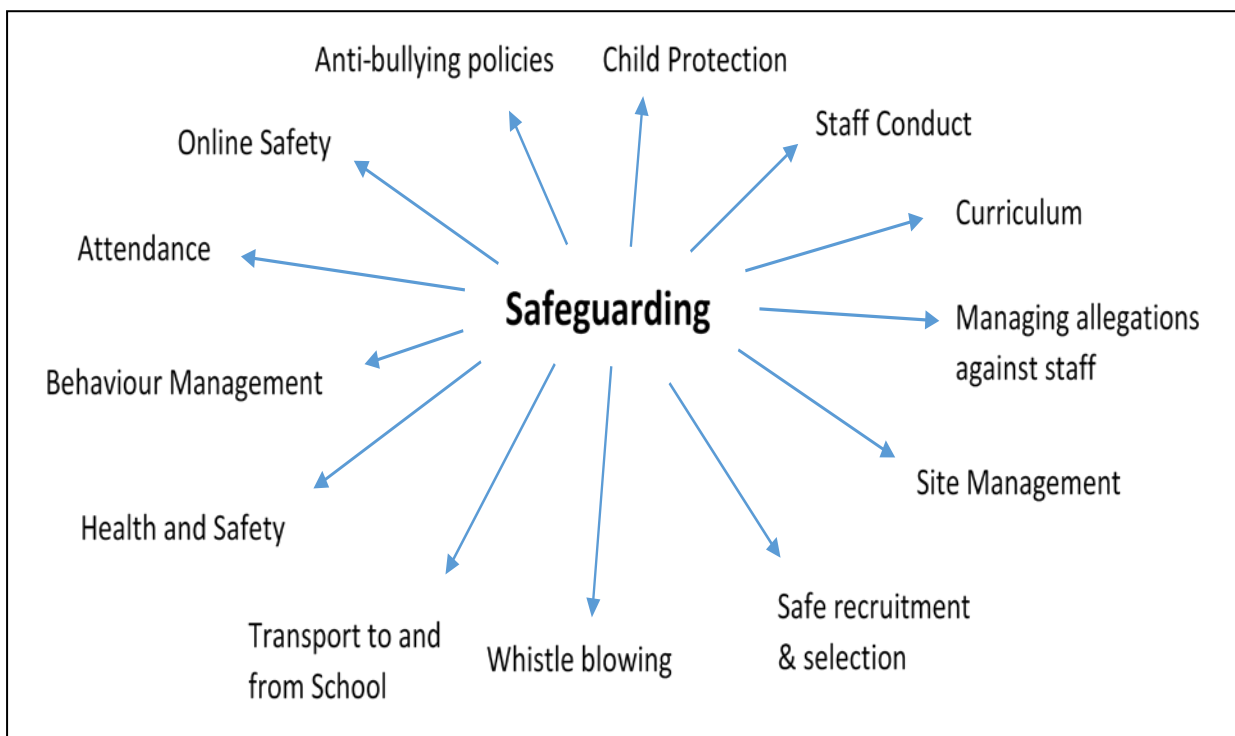 Anti-bullying policies
Child Protection
Staff Conduct
Online Safety
Curriculum
Attendance
Safeguarding
Managing allegations
against staff
Behaviour Management
Site Management
Health and Safety
Safe recruitment
& selection
Transport to and
from School
Whistle blowing